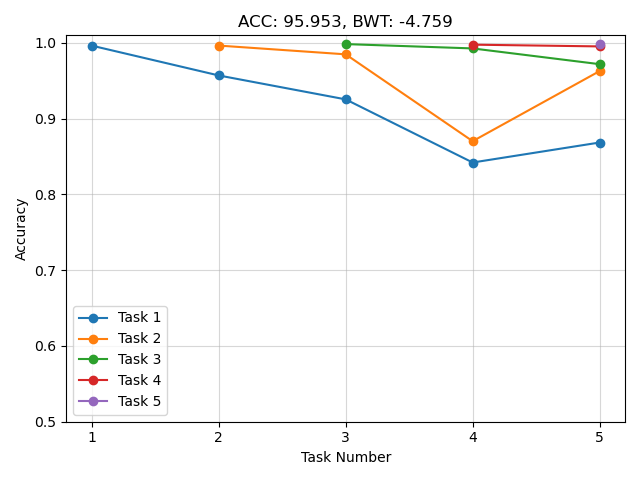 ACC: 95.953, BWT: -4.759
1.0
0.9
0.8
0.7
0.6
0.5
Accuracy
Task 1
Task 2
Task 3
Task 4
Task 5
1 2 3 4 5
Task Number